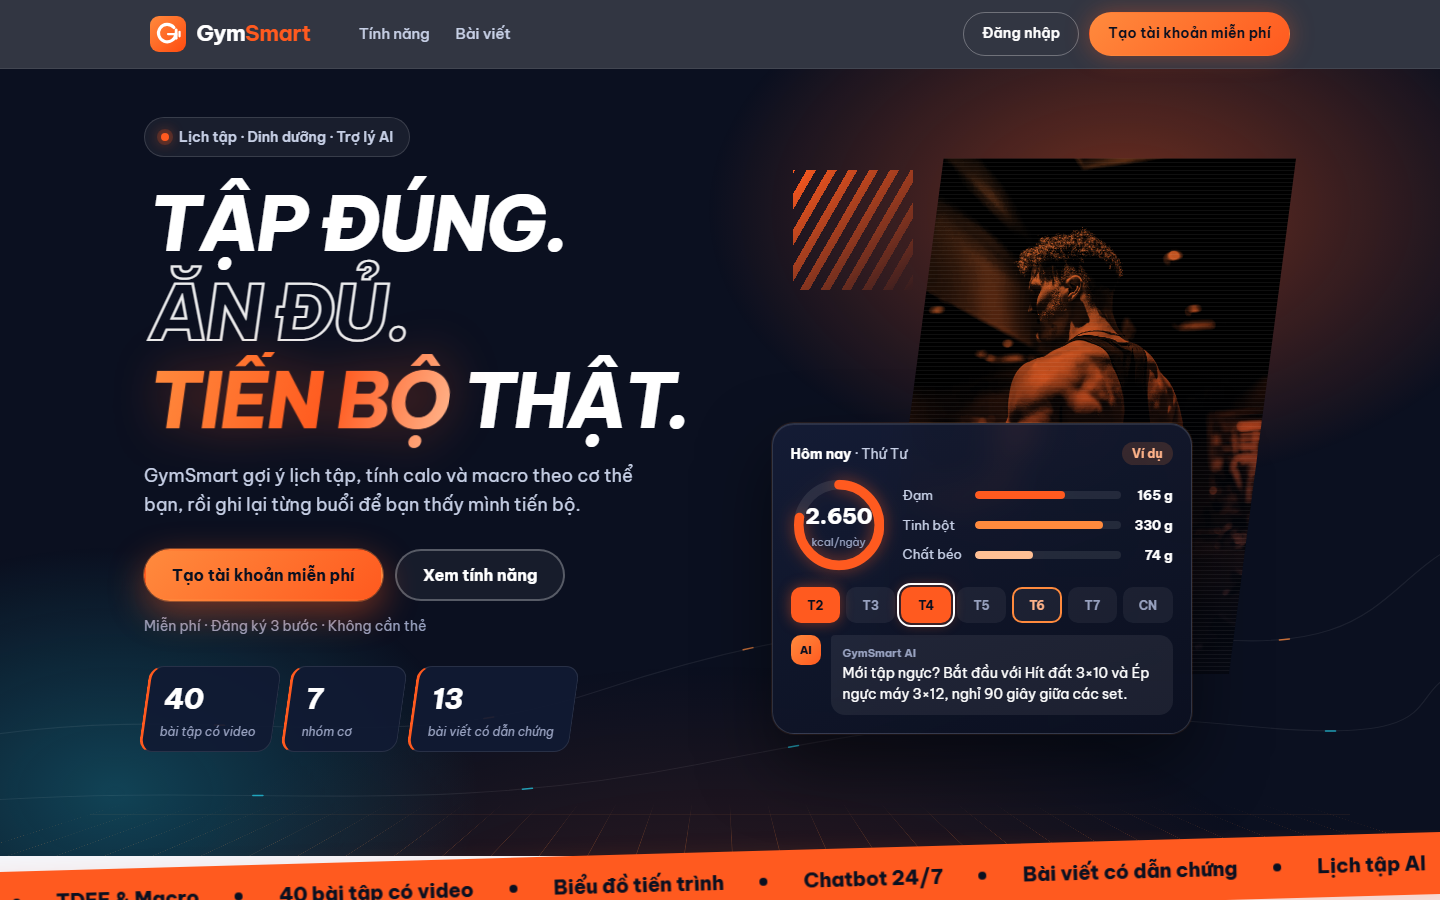 GymSmart
Tính năng
Bài viết
Đăng nhập
Tạo tài khoản miễn phí
Lịch tập · Dinh dưỡng · Trợ lý AI
TẬP ĐÚNG.
ĂN ĐỦ.
TIẾN BỘ THẬT.
GymSmart gợi ý lịch tập, tính calo và macro theo cơ thể
bạn, rồi ghi lại từng buổi để bạn thấy mình tiến bộ.
Tạo tài khoản miễn phí
Xem tính năng
Miễn phí · Đăng ký 3 bước · Không cần thẻ
40
bài tập có video
7
nhóm cơ
13
bài viết có dẫn chứng
Hôm nay · Thứ Tư
Ví dụ
2.650
kcal/ngày
Đạm 165 g
Tinh bột 330 g
Chất béo 74 g
T2 T3 T4 T5 T6 T7 CN
AI
GymSmart AI
Mới tập ngực? Bắt đầu với Hít đất 3×10 và Ép
ngực máy 3×12, nghỉ 90 giây giữa các set.
TDEE & Macro • 40 bài tập có video • Biểu đồ tiến trình • Chatbot 24/7 • Bài viết có dẫn chứng • Lịch tập AI